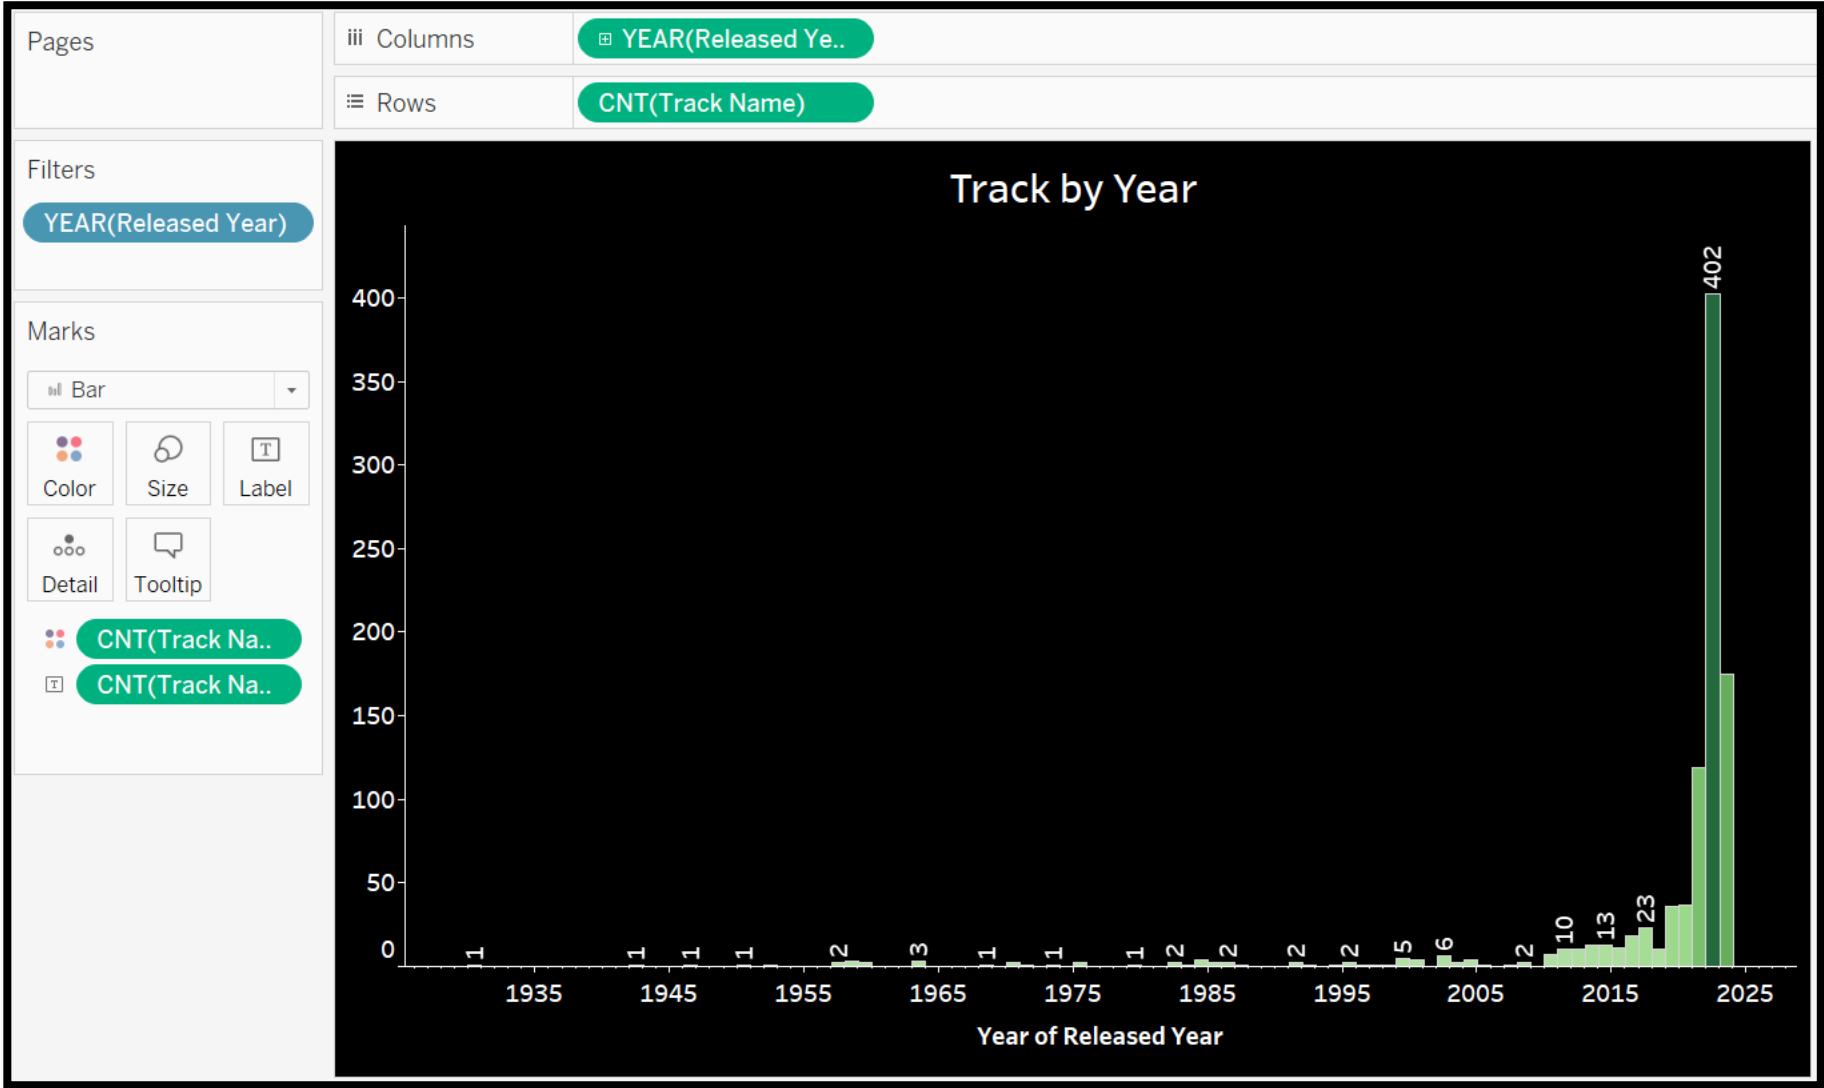 Pages
Columns
YEAR(Released Ye..
Rows
CNT(Track Name)
Filters
YEAR(Released Year)
Marks
Bar
Color
Size
Label
Detail
Tooltip
CNT(Track Na..
CNT(Track Na..
Track by Year
402
400
350
300
250
200
150
100
50
0
1
1
1
1
2
3
1
1
1
2
2
2
2
5
6
2
10
13
23
1935
1945
1955
1965
1975
1985
1995
2005
2015
2025
Year of Released Year